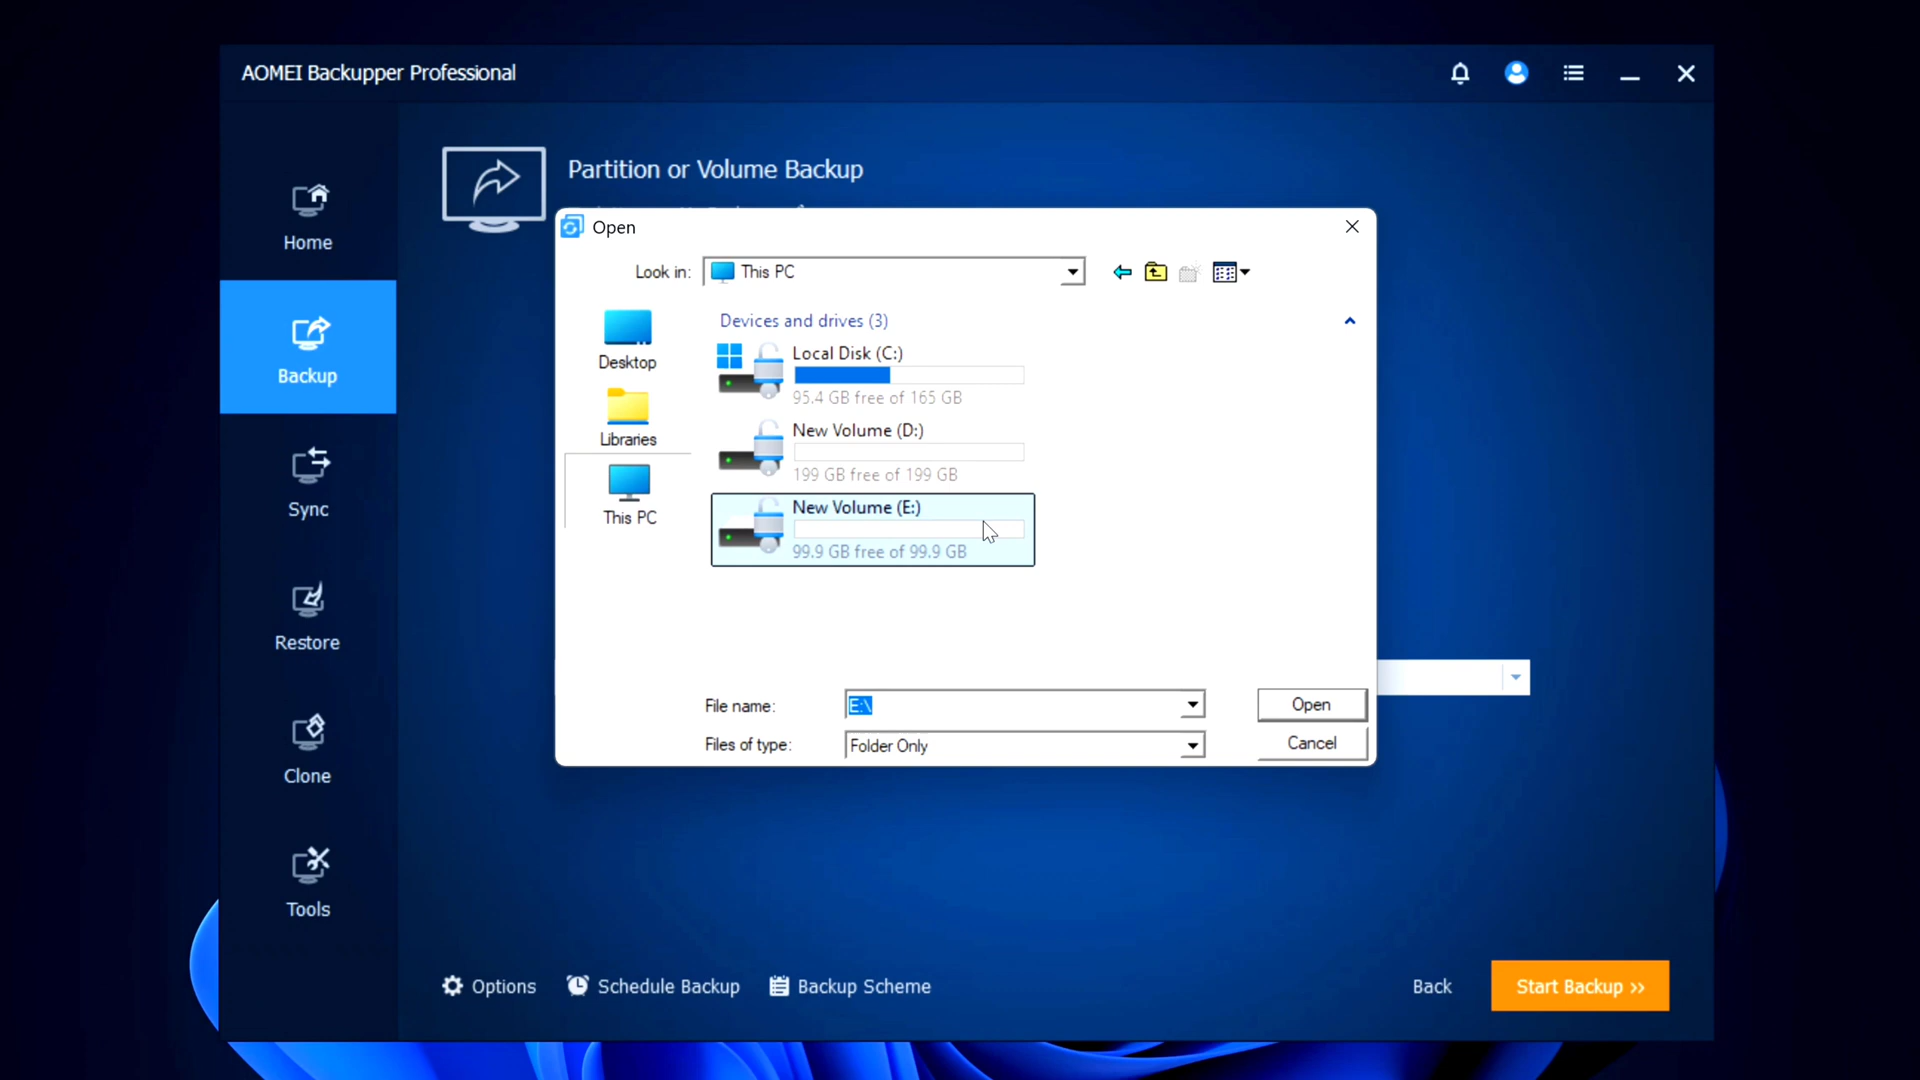 AOMEI Backupper Professional
Partition or Volume Backup
Home
Backup
Sync
Restore
Clone
Tools
Open
Look in:
This PC
Desktop
Libraries
This PC
Devices and drives (3)
Local Disk (C:)
95.4 GB free of 165 GB
New Volume (D:)
199 GB free of 199 GB
New Volume (E:)
99.9 GB free of 99.9 GB
File name:
E:\
Open
Files of type:
Folder Only
Cancel
Options
Schedule Backup
Backup Scheme
Back
Start Backup >>